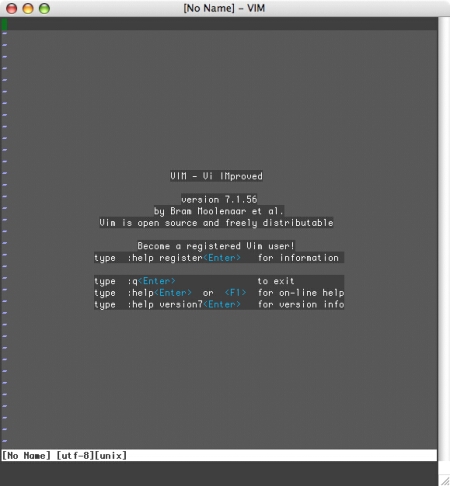 [No Name] - VIM
VIM - Vi IMproved
version 7.1.56
by Bram Moolenaar et al.
Vim is open source and freely distributable
Become a registered Vim user!
type :help register<Enter> for information
type :q<Enter> to exit
type :help<Enter> or <F1> for on-line help
type :help version7<Enter> for version info
[No Name] [utf-8][unix]